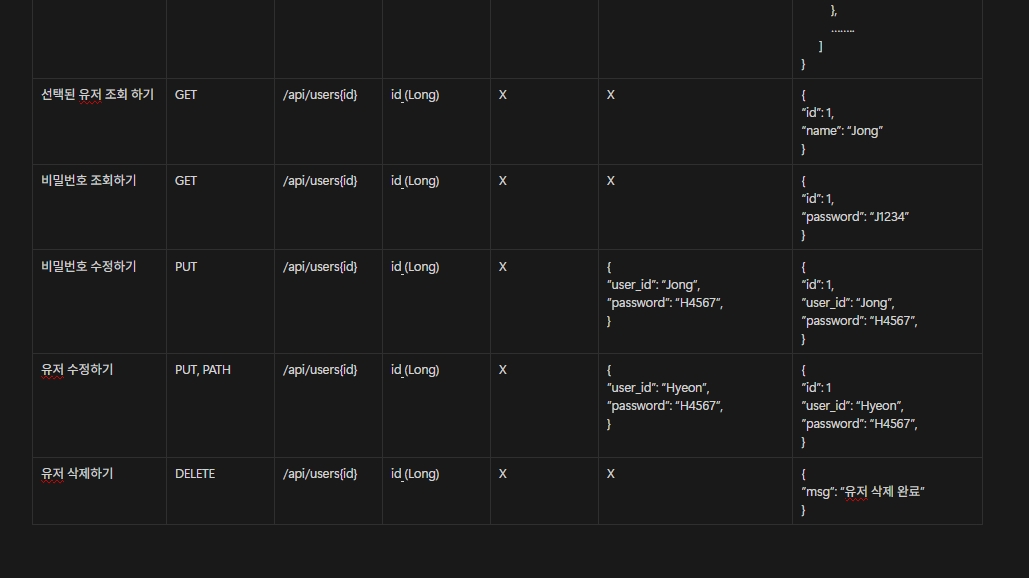 },
........
]
}
선택된 유저 조회 하기 GET /api/users{id} id (Long) X X {
“id”: 1,
“name”: “Jong”
}
비밀번호 조회하기 GET /api/users{id} id (Long) X X {
“id”: 1,
“password”: “J1234”
}
비밀번호 수정하기 PUT /api/users{id} id (Long) X
{
“user_id”: “Jong”,
“password”: “H4567”,
}
{
“id”: 1,
“user_id”: “Jong”,
“password”: “H4567”,
}
유저 수정하기 PUT, PATH /api/users{id} id (Long) X
{
“user_id”: “Hyeon”,
“password”: “H4567”,
}
{
“id”: 1
“user_id”: “Hyeon”,
“password”: “H4567”,
}
유저 삭제하기 DELETE /api/users{id} id (Long) X X {
“msg”: “유저 삭제 완료”
}